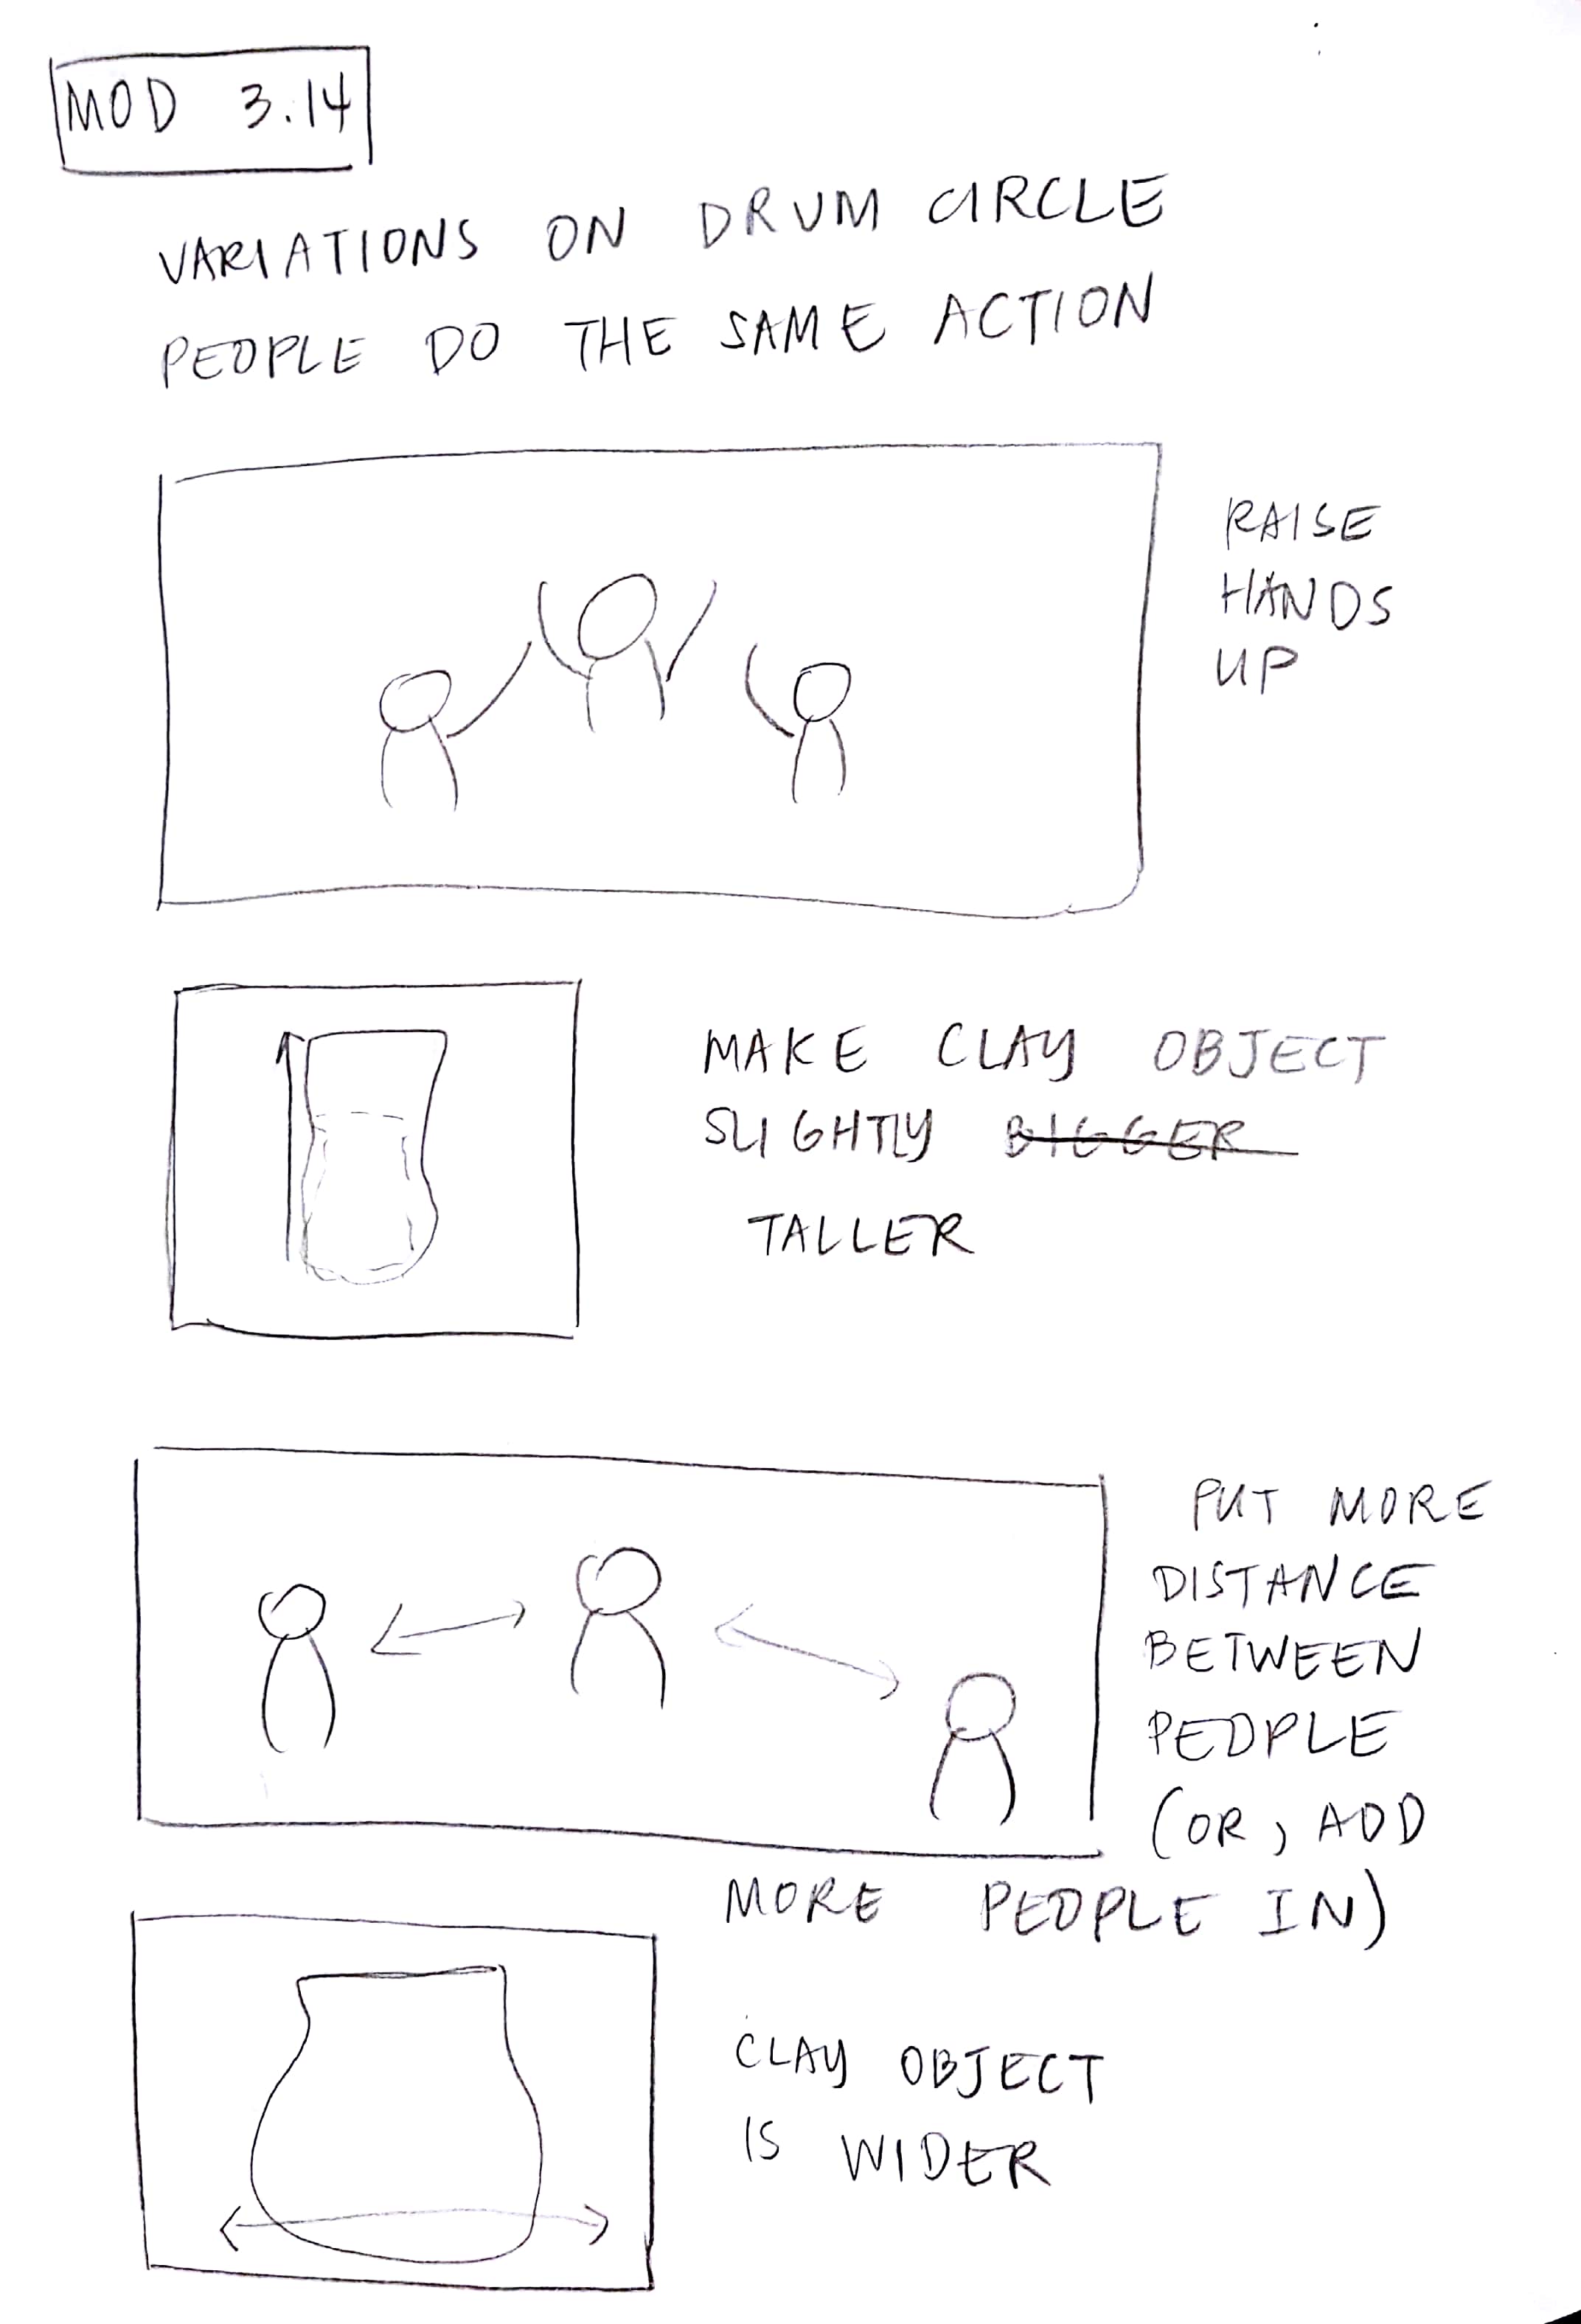 MOD 3.14
VARIATIONS ON DRUM CIRCLE
PEOPLE DO THE SAME ACTION
RAISE
HANDS
UP
MAKE CLAY OBJECT
SLIGHTLY BIGGER
TALLER
PUT MORE
DISTANCE
BETWEEN
PEOPLE
(OR, ADD
MORE PEOPLE IN)
CLAY OBJECT
IS WIDER